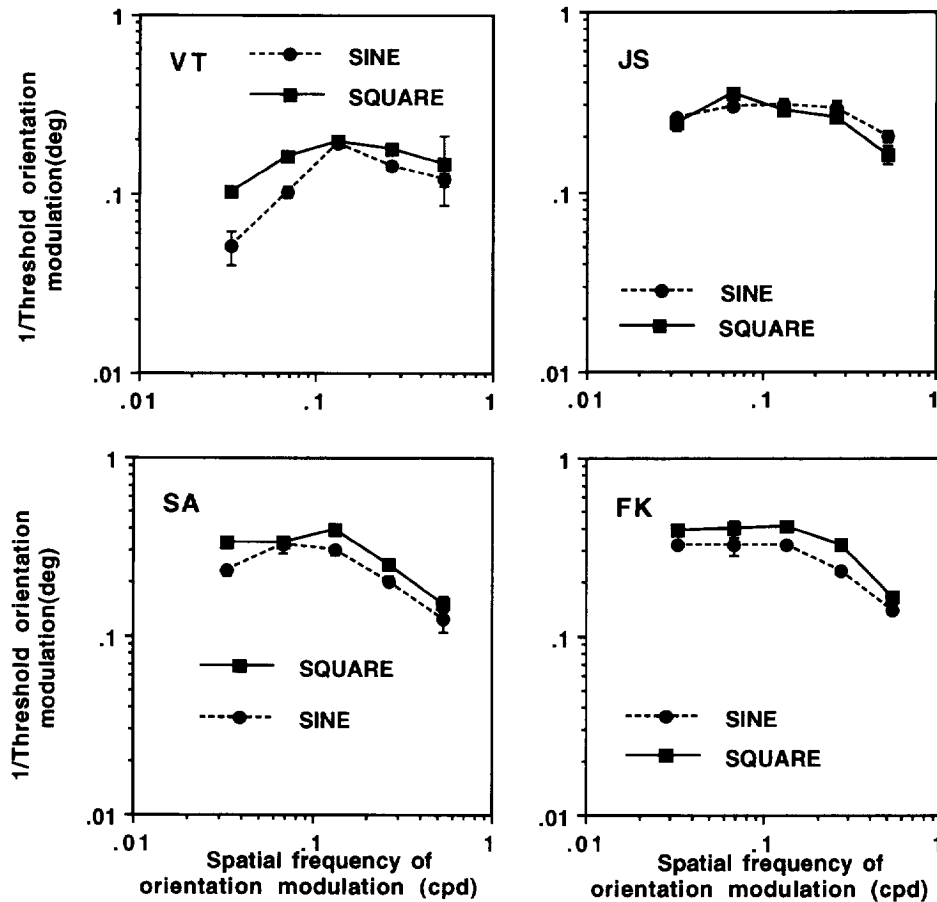 1/Threshold orientation
modulation(deg)
1
.1
.01
VT
SINE
SQUARE
.01
.1
1
1
.1
.01
JS
SINE
SQUARE
.01
.1
1
1/Threshold orientation
modulation(deg)
1
.1
.01
SA
SQUARE
SINE
.01
.1
1
Spatial frequency of
orientation modulation (cpd)
1
.1
.01
FK
SINE
SQUARE
.01
.1
1
Spatial frequency of
orientation modulation (cpd)